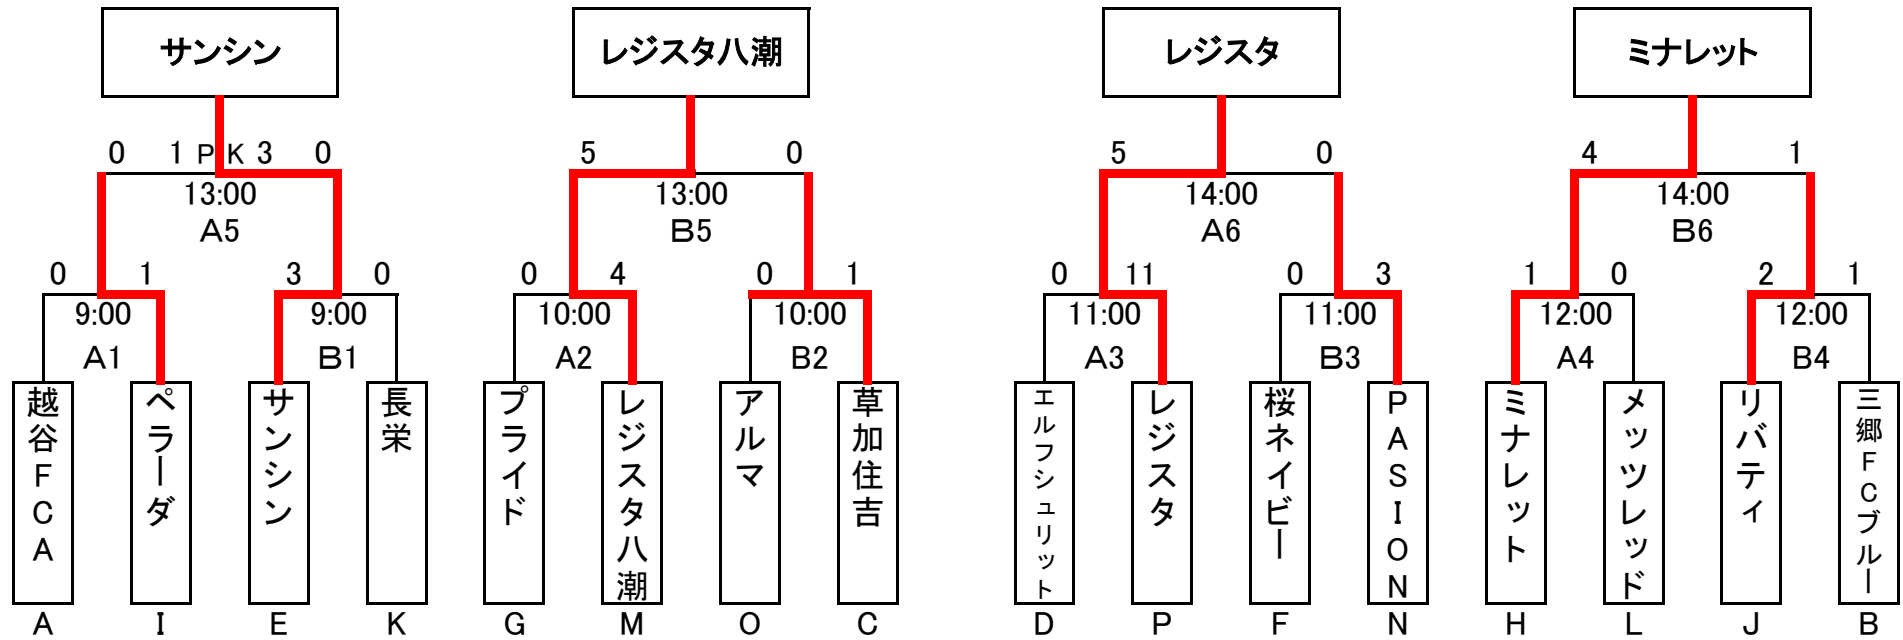 サンシン レジスタ八潮 レジスタ ミナレット
0 1 PK 3 0 5 0 5 0 4 1
13:00 13:00 14:00 14:00
A5 B5 A6 B6
0 1 3 0 0 4 0 1 0 11 0 3 1 0 2 1
9:00 9:00 10:00 10:00 11:00 11:00 12:00 12:00
A1 B1 A2 B2 A3 B3 A4 B4
越谷FCA
ペラーダ
サンシン
長栄
プライド
レジスタ八潮
アルマ
草加住吉
エルフシュリット
レジスタ
桜ネイビー
PASION
ミナレット
メッツレッド
リバティ
三郷FCブルー
A I E K G M O C D P F N H L J B